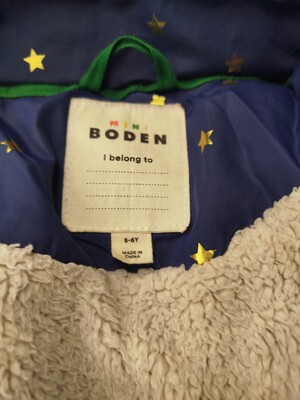 MINI
BODEN
I belong to
5-6Y
MADE IN
CHINA